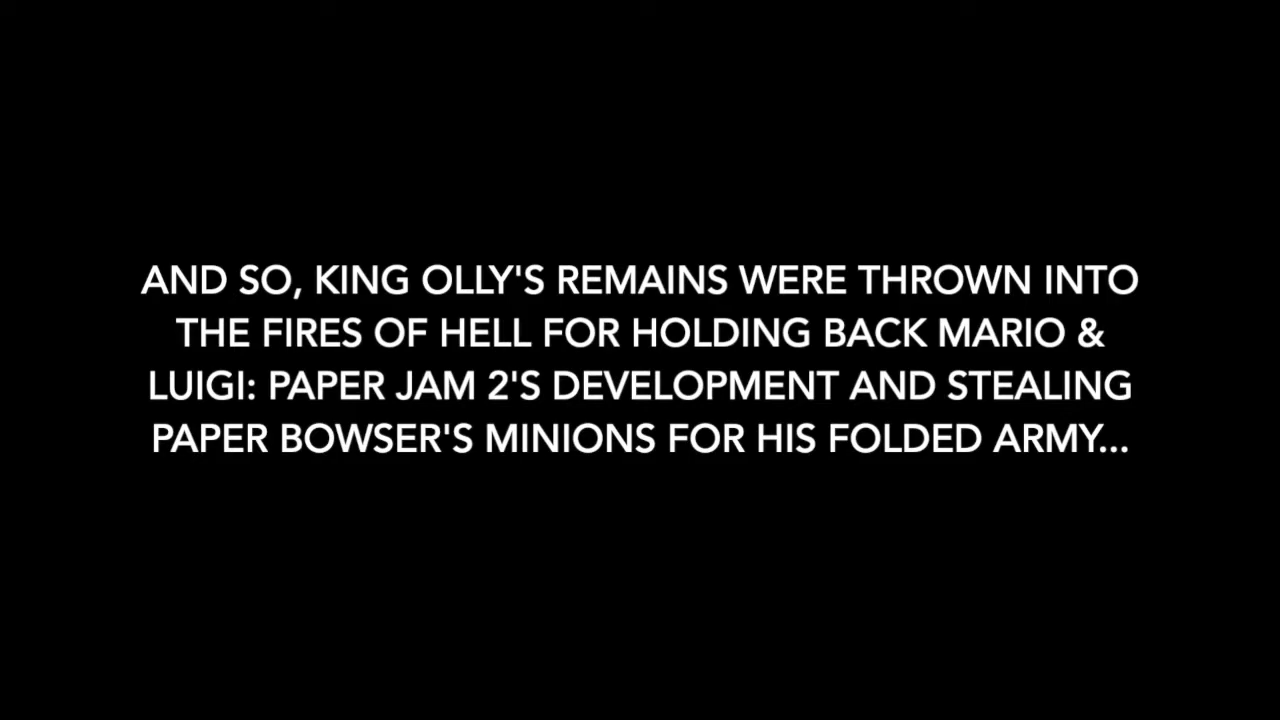 AND SO, KING OLLY'S REMAINS WERE THROWN INTO
THE FIRES OF HELL FOR HOLDING BACK MARIO &
LUIGI: PAPER JAM 2'S DEVELOPMENT AND STEALING
PAPER BOWSER'S MINIONS FOR HIS FOLDED ARMY...